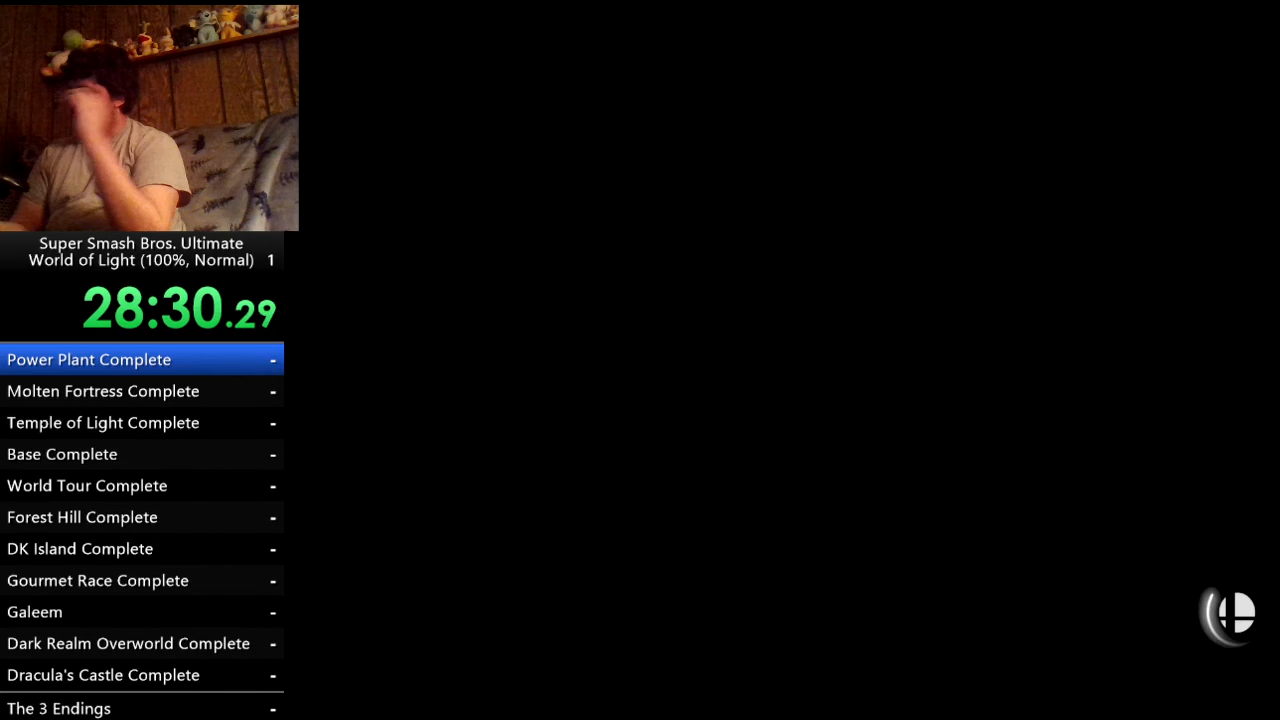 Super Smash Bros. Ultimate
World of Light (100%, Normal) 1
28:30.29
Power Plant Complete -
Molten Fortress Complete -
Temple of Light Complete -
Base Complete -
World Tour Complete -
Forest Hill Complete -
DK Island Complete -
Gourmet Race Complete -
Galeem -
Dark Realm Overworld Complete -
Dracula's Castle Complete -
The 3 Endings -